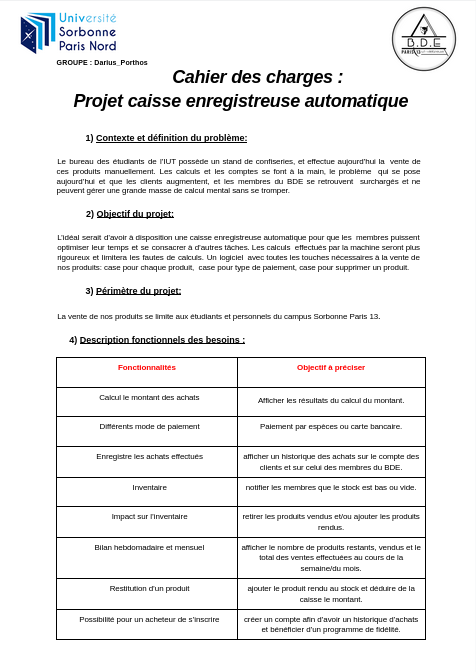 Université
Sorbonne
Paris Nord
B.D.E
GROUPE : Darius_Porthos
Cahier des charges :
Projet caisse enregistreuse automatique
1) Contexte et définition du problème:
Le bureau des étudiants de l'IUT possède un stand de confiseries, et effectue aujourd'hui la vente de
ces produits manuellement. Les calculs et les comptes se font à la main, le problème qui se pose
aujourd'hui et que les clients augmentent, et les membres du BDE se retrouvent surchargés et ne
peuvent gérer une grande masse de calcul mental sans se tromper.
2) Objectif du projet:
L'idéal serait d'avoir à disposition une caisse enregistreuse automatique pour que les membres puissent
optimiser leur temps et se consacrer à d'autres tâches. Les calculs effectués par la machine seront plus
rigoureux et limitera les fautes de calculs. Un logiciel avec toutes les touches nécessaires à la vente de
nos produits: case pour chaque produit, case pour type de paiement, case pour supprimer un produit.
3) Périmètre du projet:
La vente de nos produits se limite aux étudiants et personnels du campus Sorbonne Paris 13.
4) Description fonctionnels des besoins :
Fonctionnalités
Objectif à préciser
Calcul le montant des achats
Afficher les résultats du calcul du montant.
Différents mode de paiement
Paiement par espèces ou carte bancaire.
Enregistre les achats effectués
afficher un historique des achats sur le compte des
clients et sur celui des membres du BDE.
Inventaire
notifier les membres que le stock est bas ou vide.
Impact sur l'inventaire
retirer les produits vendus et/ou ajouter les produits
rendus.
Bilan hebdomadaire et mensuel
afficher le nombre de produits restants, vendus et le
total des ventes effectuées au cours de la
semaine/du mois.
Restitution d'un produit
ajouter le produit rendu au stock et déduire de la
caisse le montant.
Possibilité pour un acheteur de s'inscrire
créer un compte afin d'avoir un historique d'achats
et bénéficier d'un programme de fidélité.